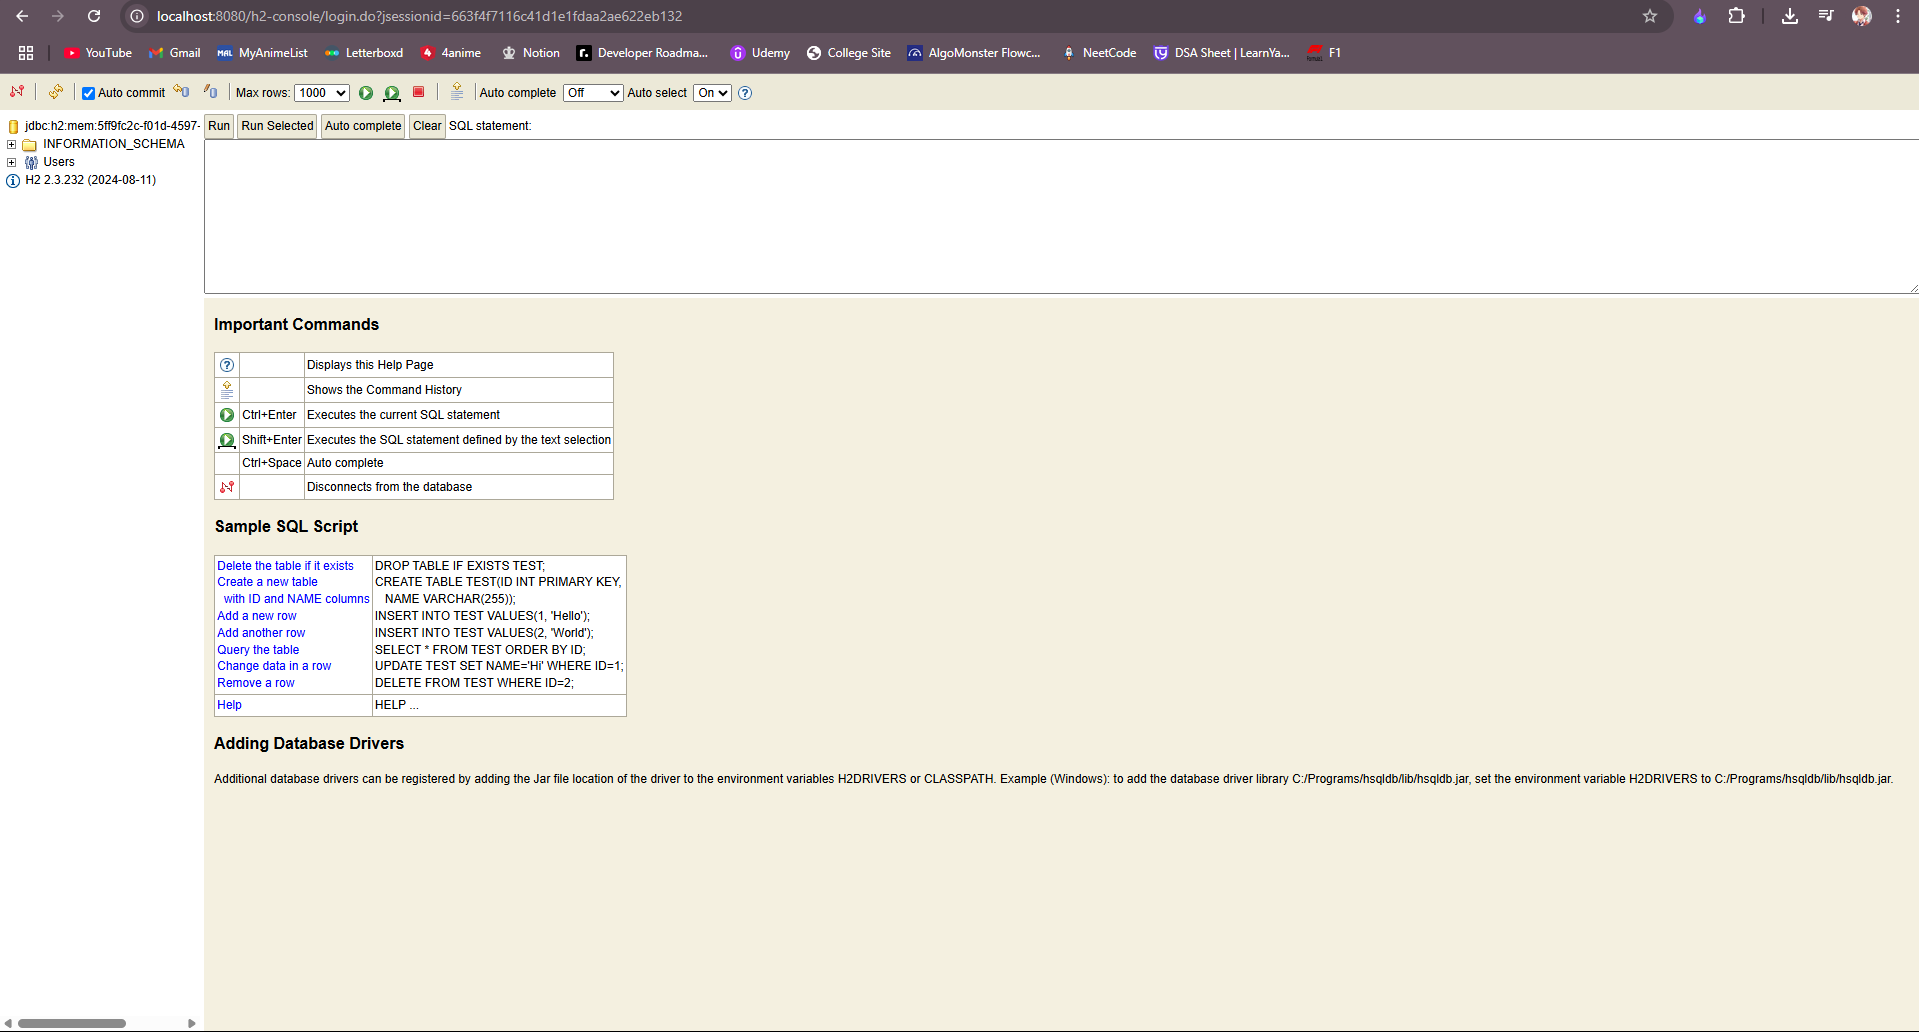 localhost:8080/h2-console/login.do?jsessionid=663f4f7116c41d1e1fdaa2ae622eb132
YouTube Gmail MyAnimeList Letterboxd 4anime Notion Developer Roadma... Udemy College Site AlgoMonster Flowc... NeetCode DSA Sheet | LearnYa... F1
Auto commit Max rows: 1000 Auto complete Off Auto select On
jdbc:h2:mem:5ff9fc2c-f01d-4597-
INFORMATION_SCHEMA
Users
H2 2.3.232 (2024-08-11)
Run Run Selected Auto complete Clear SQL statement:
Important Commands
Displays this Help Page
Shows the Command History
Ctrl+Enter Executes the current SQL statement
Shift+Enter Executes the SQL statement defined by the text selection
Ctrl+Space Auto complete
Disconnects from the database
Sample SQL Script
Delete the table if it exists DROP TABLE IF EXISTS TEST;
Create a new table CREATE TABLE TEST(ID INT PRIMARY KEY,
with ID and NAME columns NAME VARCHAR(255));
Add a new row INSERT INTO TEST VALUES(1, 'Hello');
Add another row INSERT INTO TEST VALUES(2, 'World');
Query the table SELECT * FROM TEST ORDER BY ID;
Change data in a row UPDATE TEST SET NAME='Hi' WHERE ID=1;
Remove a row DELETE FROM TEST WHERE ID=2;
Help HELP ...
Adding Database Drivers
Additional database drivers can be registered by adding the Jar file location of the driver to the environment variables H2DRIVERS or CLASSPATH. Example (Windows): to add the database driver library C:/Programs/hsqldb/lib/hsqldb.jar, set the environment variable H2DRIVERS to C:/Programs/hsqldb/lib/hsqldb.jar.